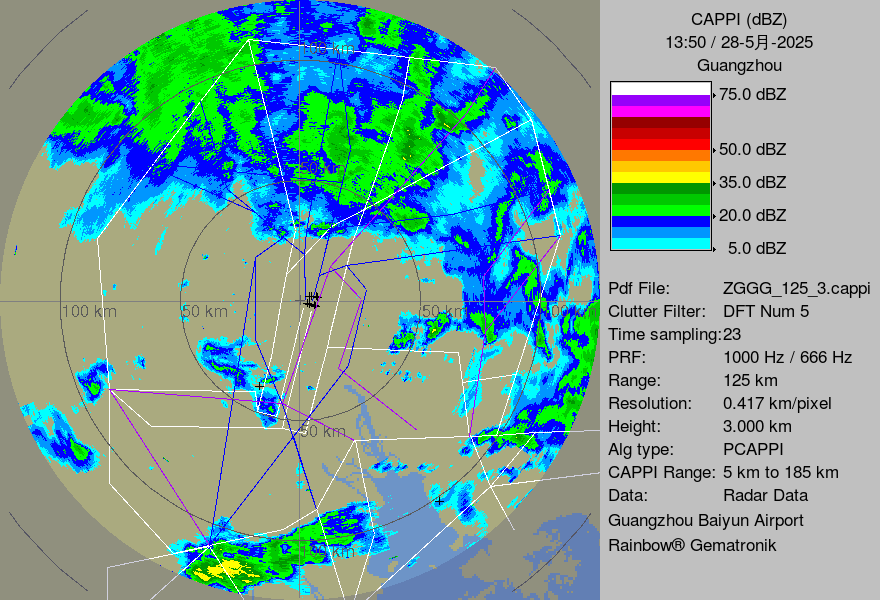 CAPPI (dBZ)
13:50 / 28-5月-2025
Guangzhou
75.0 dBZ
50.0 dBZ
35.0 dBZ
20.0 dBZ
5.0 dBZ
Pdf File: ZGGG_125_3.cappi
Clutter Filter: DFT Num 5
Time sampling:23
PRF: 1000 Hz / 666 Hz
Range: 125 km
Resolution: 0.417 km/pixel
Height: 3.000 km
Alg type: PCAPPI
CAPPI Range: 5 km to 185 km
Data: Radar Data
Guangzhou Baiyun Airport
Rainbow® Gematronik
100 km
50 km
50 km
100 km
50 km
100 km